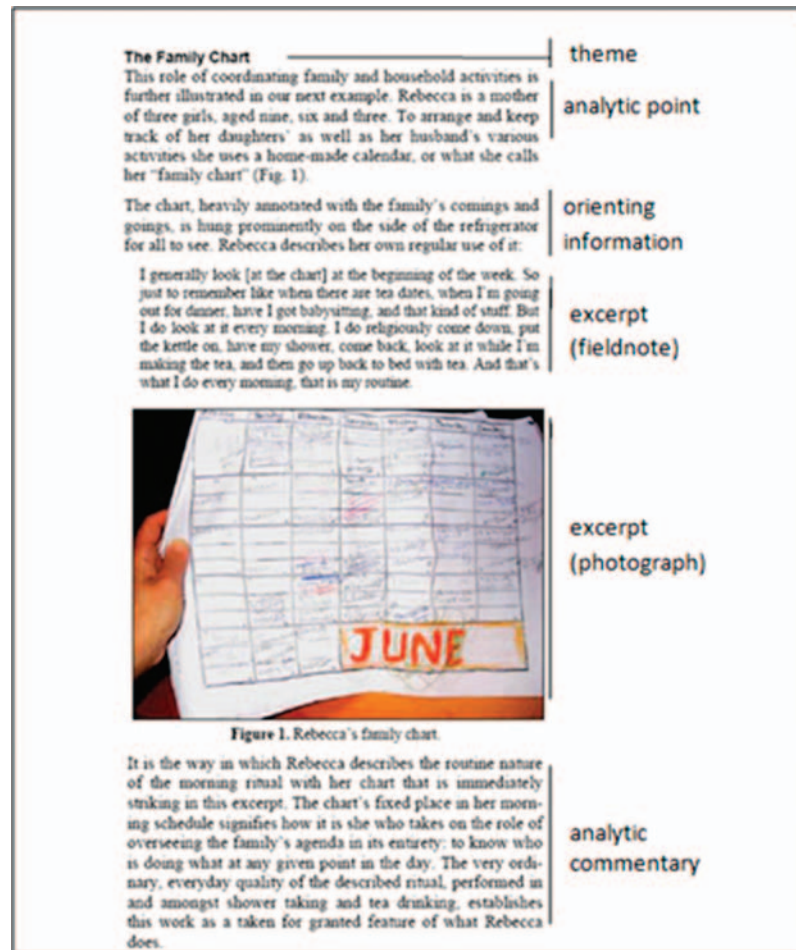 The Family Chart
theme
This role of coordinating family and household activities is
further illustrated in our next example. Rebecca is a mother
of three girls, aged nine, six and three. To arrange and keep
track of her daughters' as well as her husband's various
activities she uses a home-made calendar, or what she calls
her "family chart" (Fig. 1).
analytic point
The chart, heavily annotated with the family's comings and
goings, is hung prominently on the side of the refrigerator
for all to see. Rebecca describes her own regular use of it:
orienting
information
I generally look [at the chart] at the beginning of the week. So
just to remember like when there are tea dates, when I'm going
out for dinner, have I got babysitting, and that kind of stuff. But
I do look at it every morning. I do religiously come down, put
the kettle on, have my shower, come back, look at it while I'm
making the tea, and then go up back to bed with tea. And that's
what I do every morning, that is my routine.
excerpt
(fieldnote)
JUNE
excerpt
(photograph)
Figure 1. Rebecca's family chart.
It is the way in which Rebecca describes the routine nature
of the morning ritual with her chart that is immediately
striking in this excerpt. The chart's fixed place in her morn-
ing schedule signifies how it is she who takes on the role of
overseeing the family's agenda in its entirety; to know who
is doing what at any given point in the day. The very ordi-
nary, everyday quality of the described ritual, performed in
and amongst shower taking and tea drinking, establishes
this work as a taken for granted feature of what Rebecca
does.
analytic
commentary